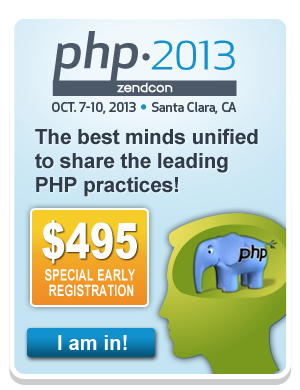 php•2013
zendcon
OCT. 7-10, 2013 • Santa Clara, CA
The best minds unified
to share the leading
PHP practices!
$495
SPECIAL EARLY
REGISTRATION
php
I am in!